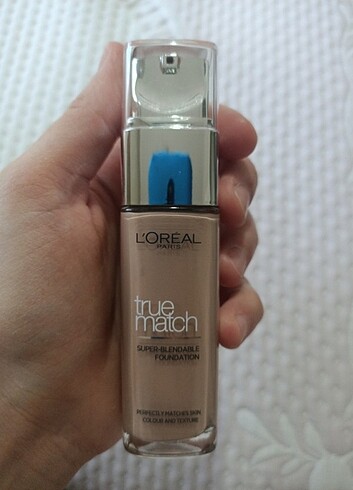 L'ORÉAL
PARIS
true
match
SUPER-BLENDABLE
FOUNDATION
PERFECTLY MATCHES SKIN
COLOUR AND TEXTURE